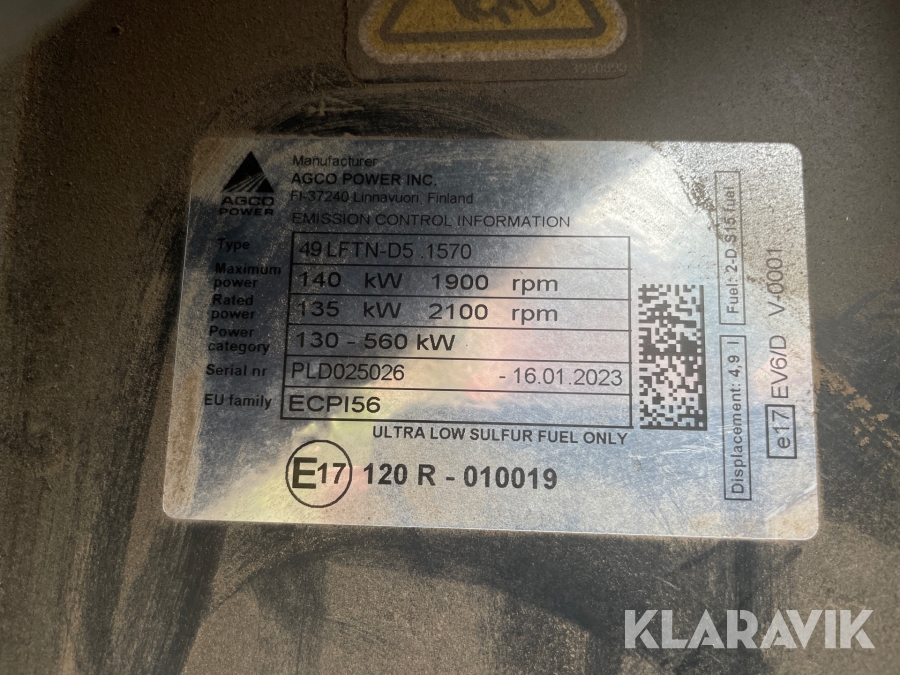 Manufacturer
AGCO POWER INC.
FI-37240 Linnavuori, Finland
AGCO
POWER
EMISSION CONTROL INFORMATION
Type 49 LFTN-D5 1570
Maximum power 140 kW 1900 rpm
Rated power 135 kW 2100 rpm
Power category 130 - 560 kW
Serial nr PLD025026 - 16.01.2023
EU family ECPI56
ULTRA LOW SULFUR FUEL ONLY
E17 120 R - 010019
Displacement: 4,9 l
Fuel: 2-D S15 fuel
e17 EV6/D V-0001
KLARAVIK